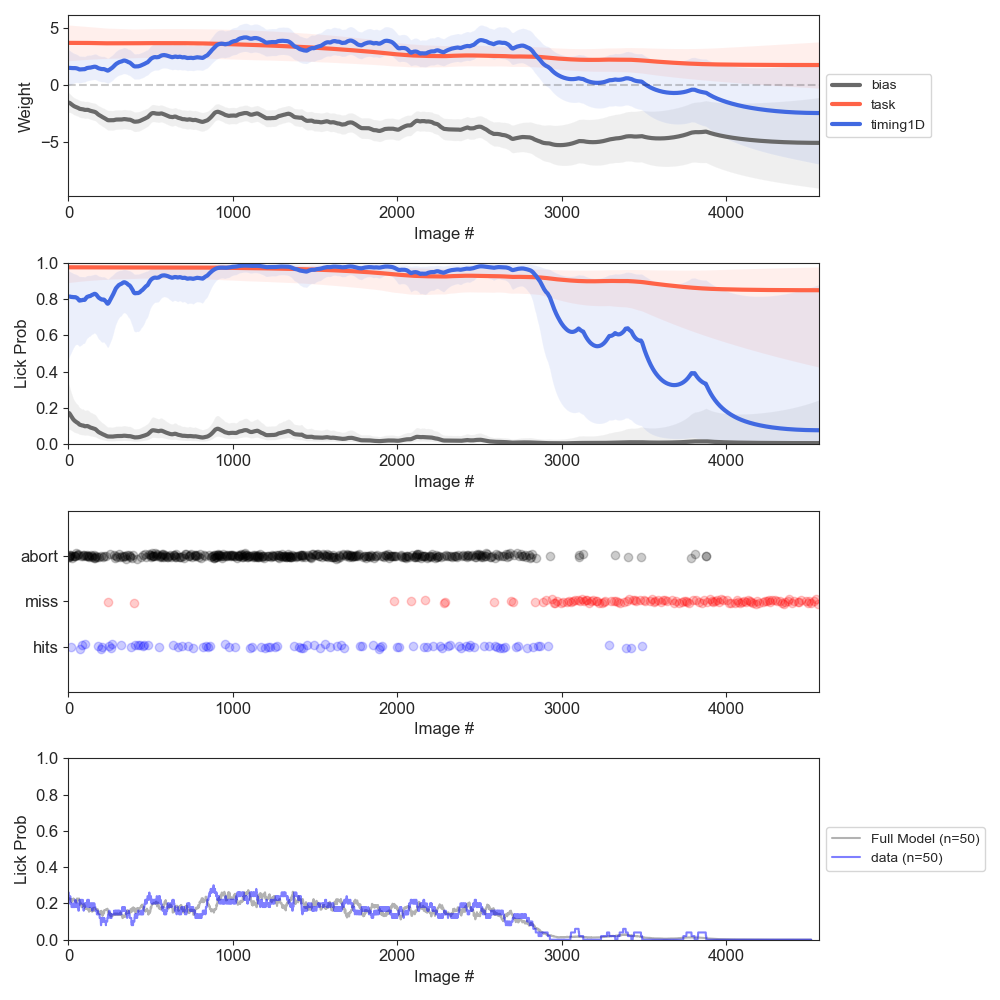 5
0
−5
Weight
0
1000
2000
3000
4000
Image #
bias
task
timing1D
1.0
0.8
0.6
0.4
0.2
0.0
Lick Prob
0
1000
2000
3000
4000
Image #
abort
miss
hits
0
1000
2000
3000
4000
Image #
1.0
0.8
0.6
0.4
0.2
0.0
Lick Prob
0
1000
2000
3000
4000
Image #
Full Model (n=50)
data (n=50)